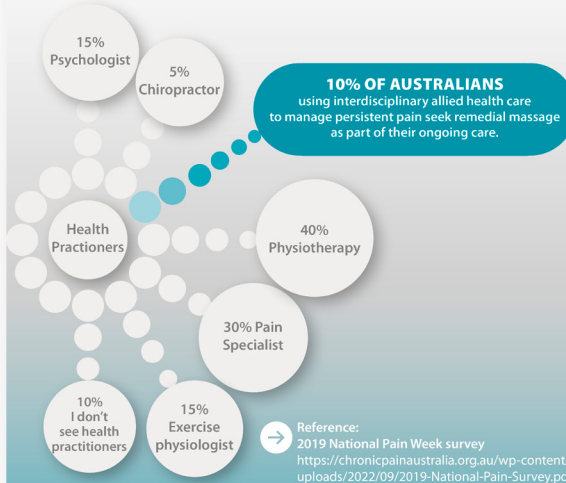 15%
Psychologist
5%
Chiropractor
10% OF AUSTRALIANS
using interdisciplinary allied health care
to manage persistent pain seek remedial massage
as part of their ongoing care.
Health
Practioners
40%
Physiotherapy
30% Pain
Specialist
10%
I don't
see health
practitioners
15%
Exercise
physiologist
Reference:
2019 National Pain Week survey
https://chronicpainaustralia.org.au/wp-content
uploads/2022/09/2019-National-Pain-Survey.pd